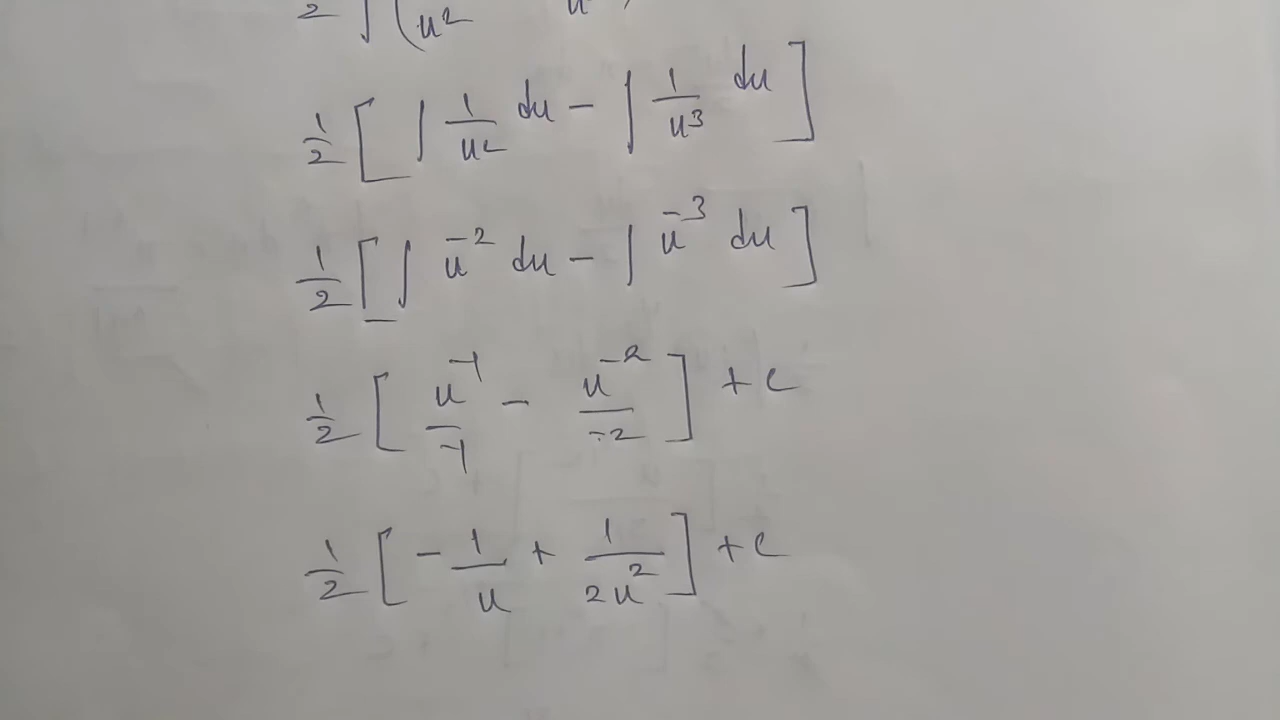 1/2 [ ∫ 1/u² du − ∫ 1/u³ du ]
1/2 [ ∫ u⁻² du − ∫ u⁻³ du ]
1/2 [ u⁻¹/−1 − u⁻²/−2 ] + c
1/2 [ − 1/u + 1/2u² ] + c